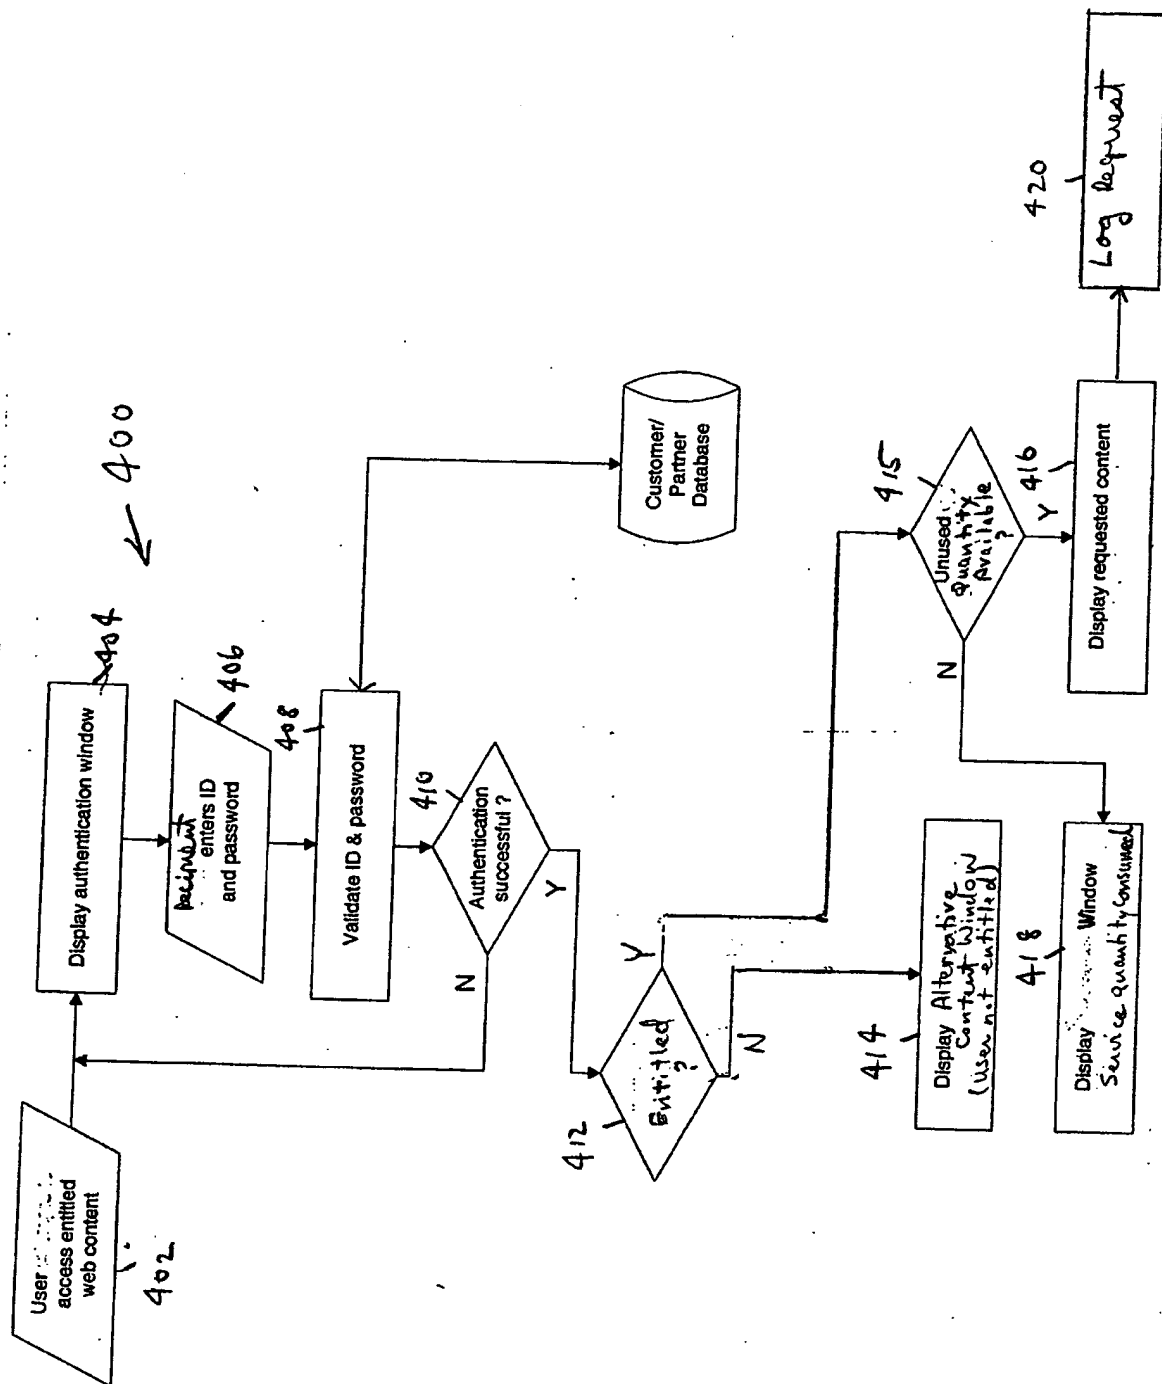 400
User
access entitled
web content
402
Display authentication window
404
Recipient
enters ID
and password
406
Validate ID & password
408
Customer/
Partner
Database
Authentication
successful ?
410
N
Y
Entitled
?
412
Y
N
Display Alternative
Content Window
(User not entitled)
414
Unused
Quantity
Available
?
415
N
Y
Display Window
Service quantity consumed
418
Display requested content
416
Log Request
420